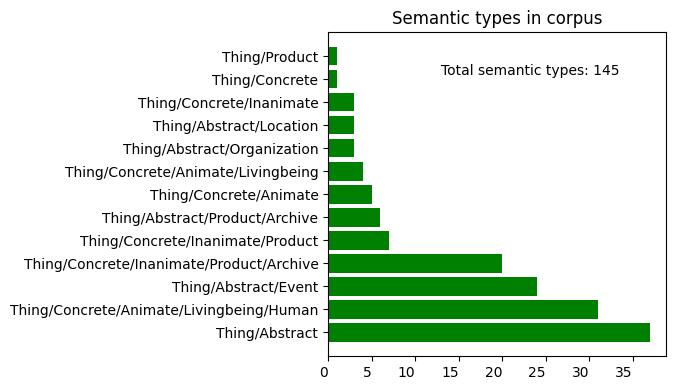 Semantic types in corpus
Total semantic types: 145
Thing/Product
Thing/Concrete
Thing/Concrete/Inanimate
Thing/Abstract/Location
Thing/Abstract/Organization
Thing/Concrete/Animate/Livingbeing
Thing/Concrete/Animate
Thing/Abstract/Product/Archive
Thing/Concrete/Inanimate/Product
Thing/Concrete/Inanimate/Product/Archive
Thing/Abstract/Event
Thing/Concrete/Animate/Livingbeing/Human
Thing/Abstract
0 5 10 15 20 25 30 35